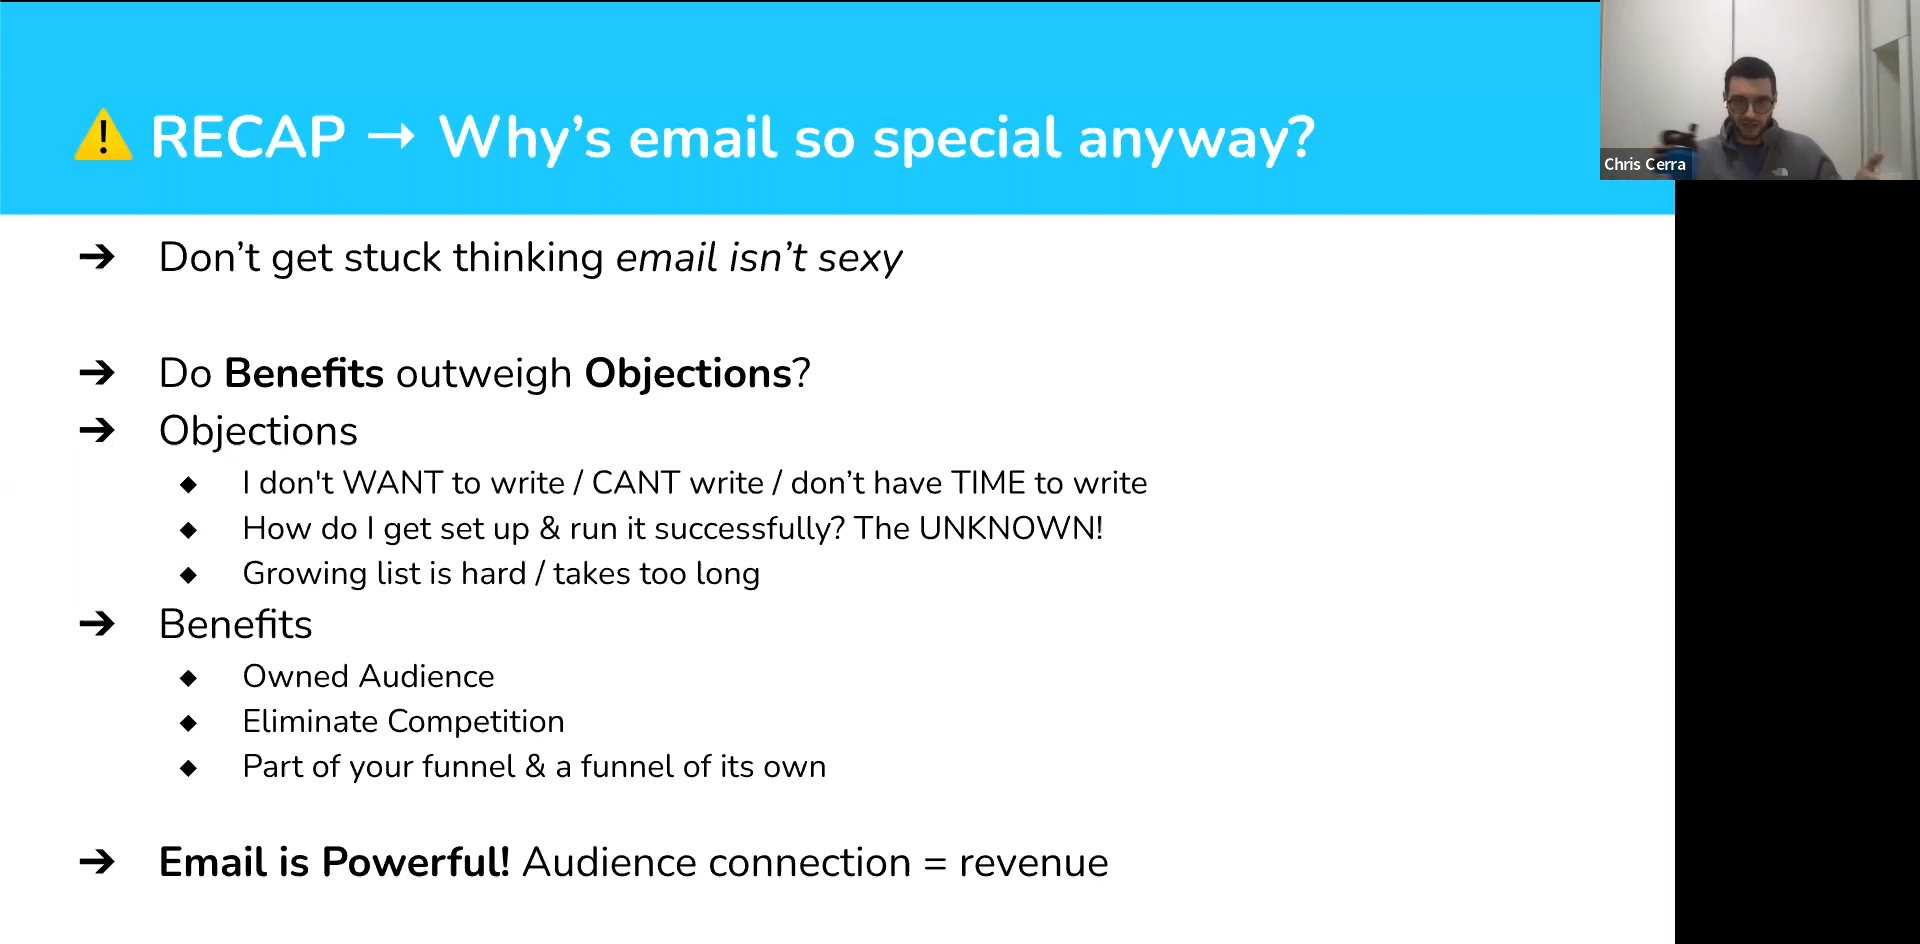 ⚠️ RECAP → Why’s email so special anyway?
Chris Cerra
➔ Don’t get stuck thinking email isn’t sexy
➔ Do Benefits outweigh Objections?
➔ Objections
◆ I don't WANT to write / CANT write / don’t have TIME to write
◆ How do I get set up & run it successfully? The UNKNOWN!
◆ Growing list is hard / takes too long
➔ Benefits
◆ Owned Audience
◆ Eliminate Competition
◆ Part of your funnel & a funnel of its own
➔ Email is Powerful! Audience connection = revenue